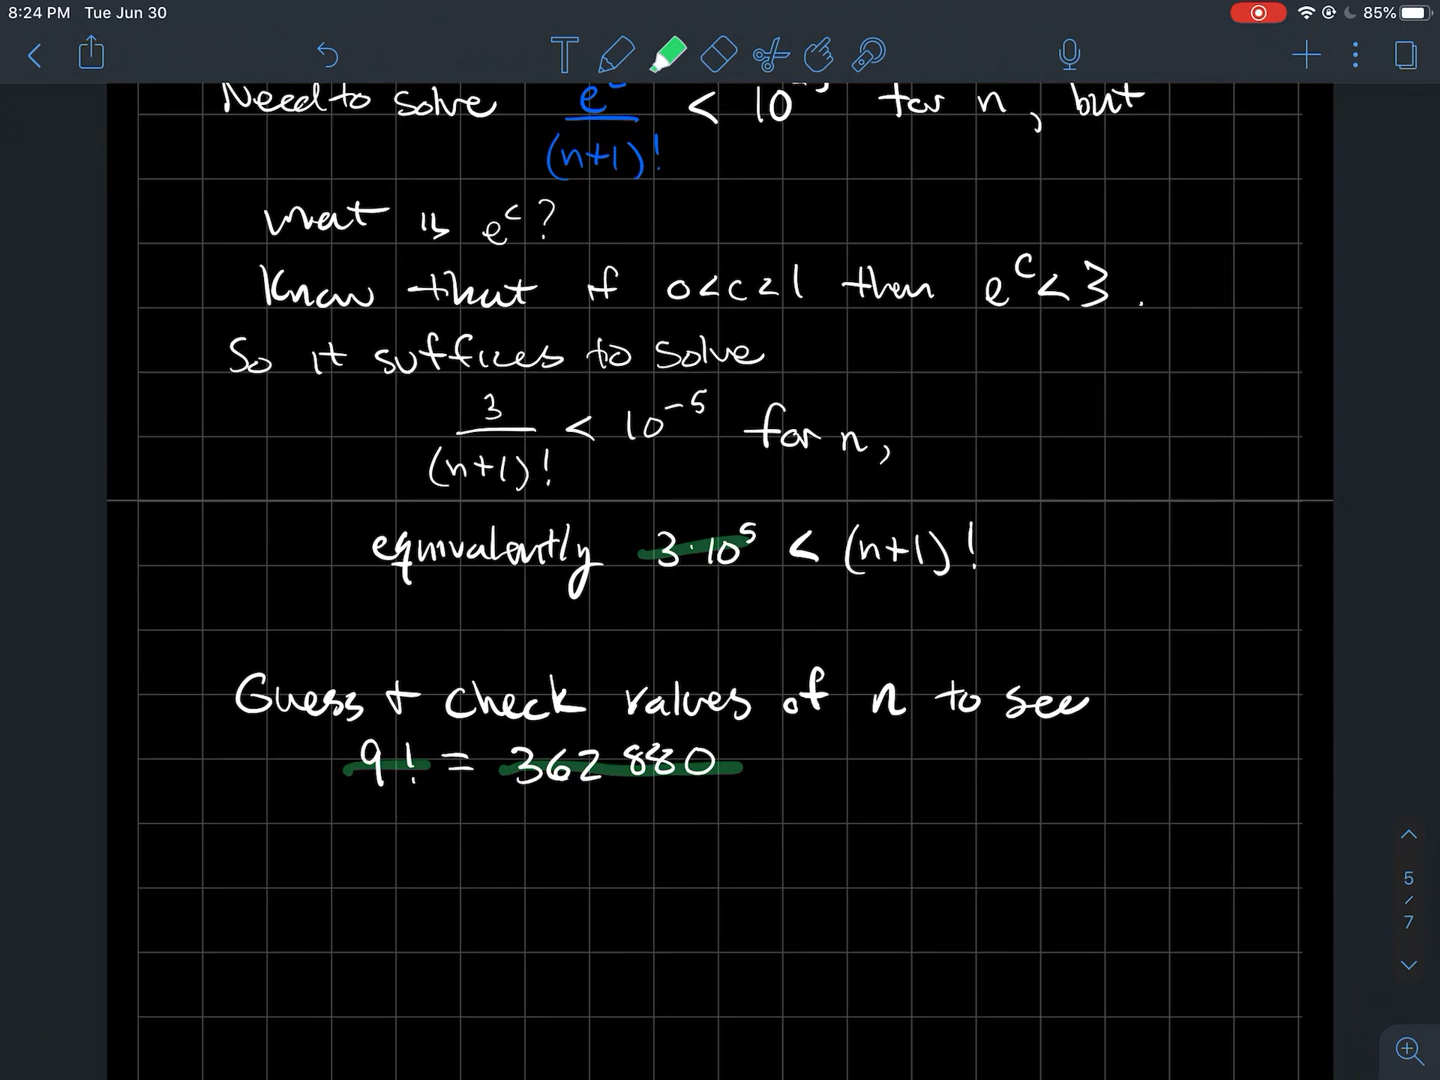 8:24 PM Tue Jun 30
85%
T
Need to solve e^c/(n+1)! < 10^-5 for n, but
what is e^c?
Know that if 0<c<1 then e^c<3.
So it suffices to solve
3/(n+1)! < 10^-5 for n,
equivalently 3·10^5 < (n+1)!
Guess + check values of n to see
9! = 362 880
5
/
7